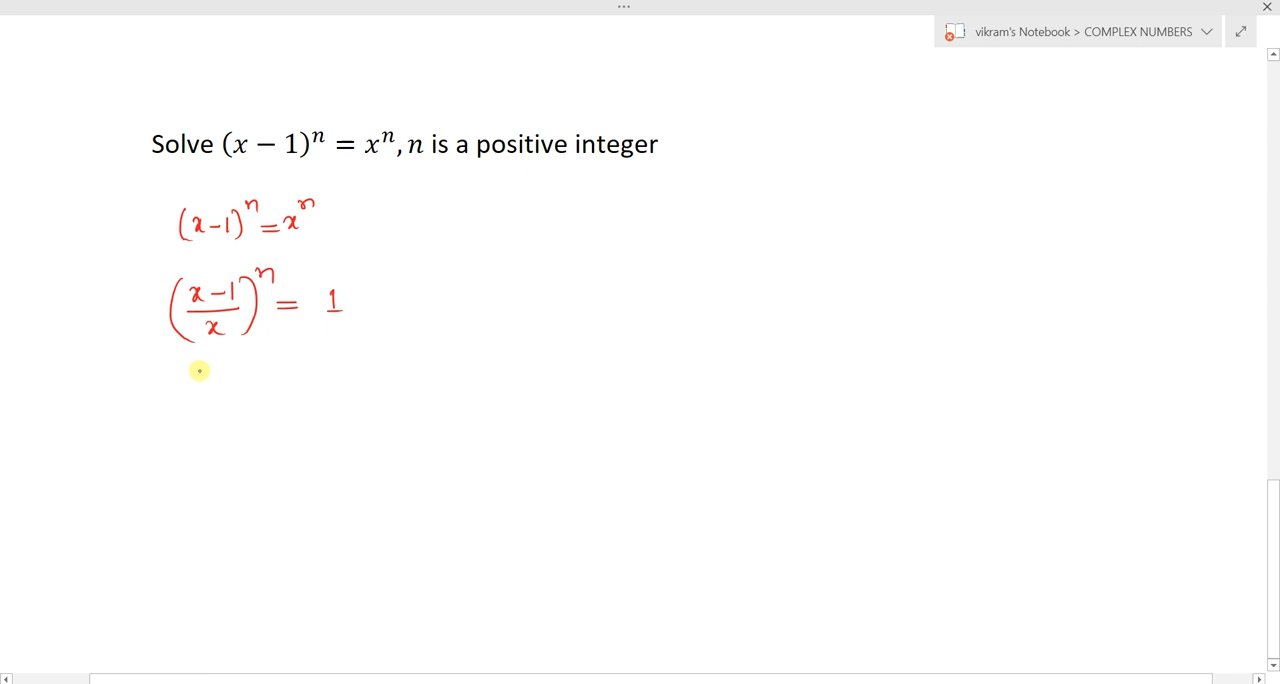 vikram's Notebook > COMPLEX NUMBERS
Solve (x − 1)ⁿ = xⁿ, n is a positive integer
(x-1)ⁿ = xⁿ
((x-1)/x)ⁿ = 1